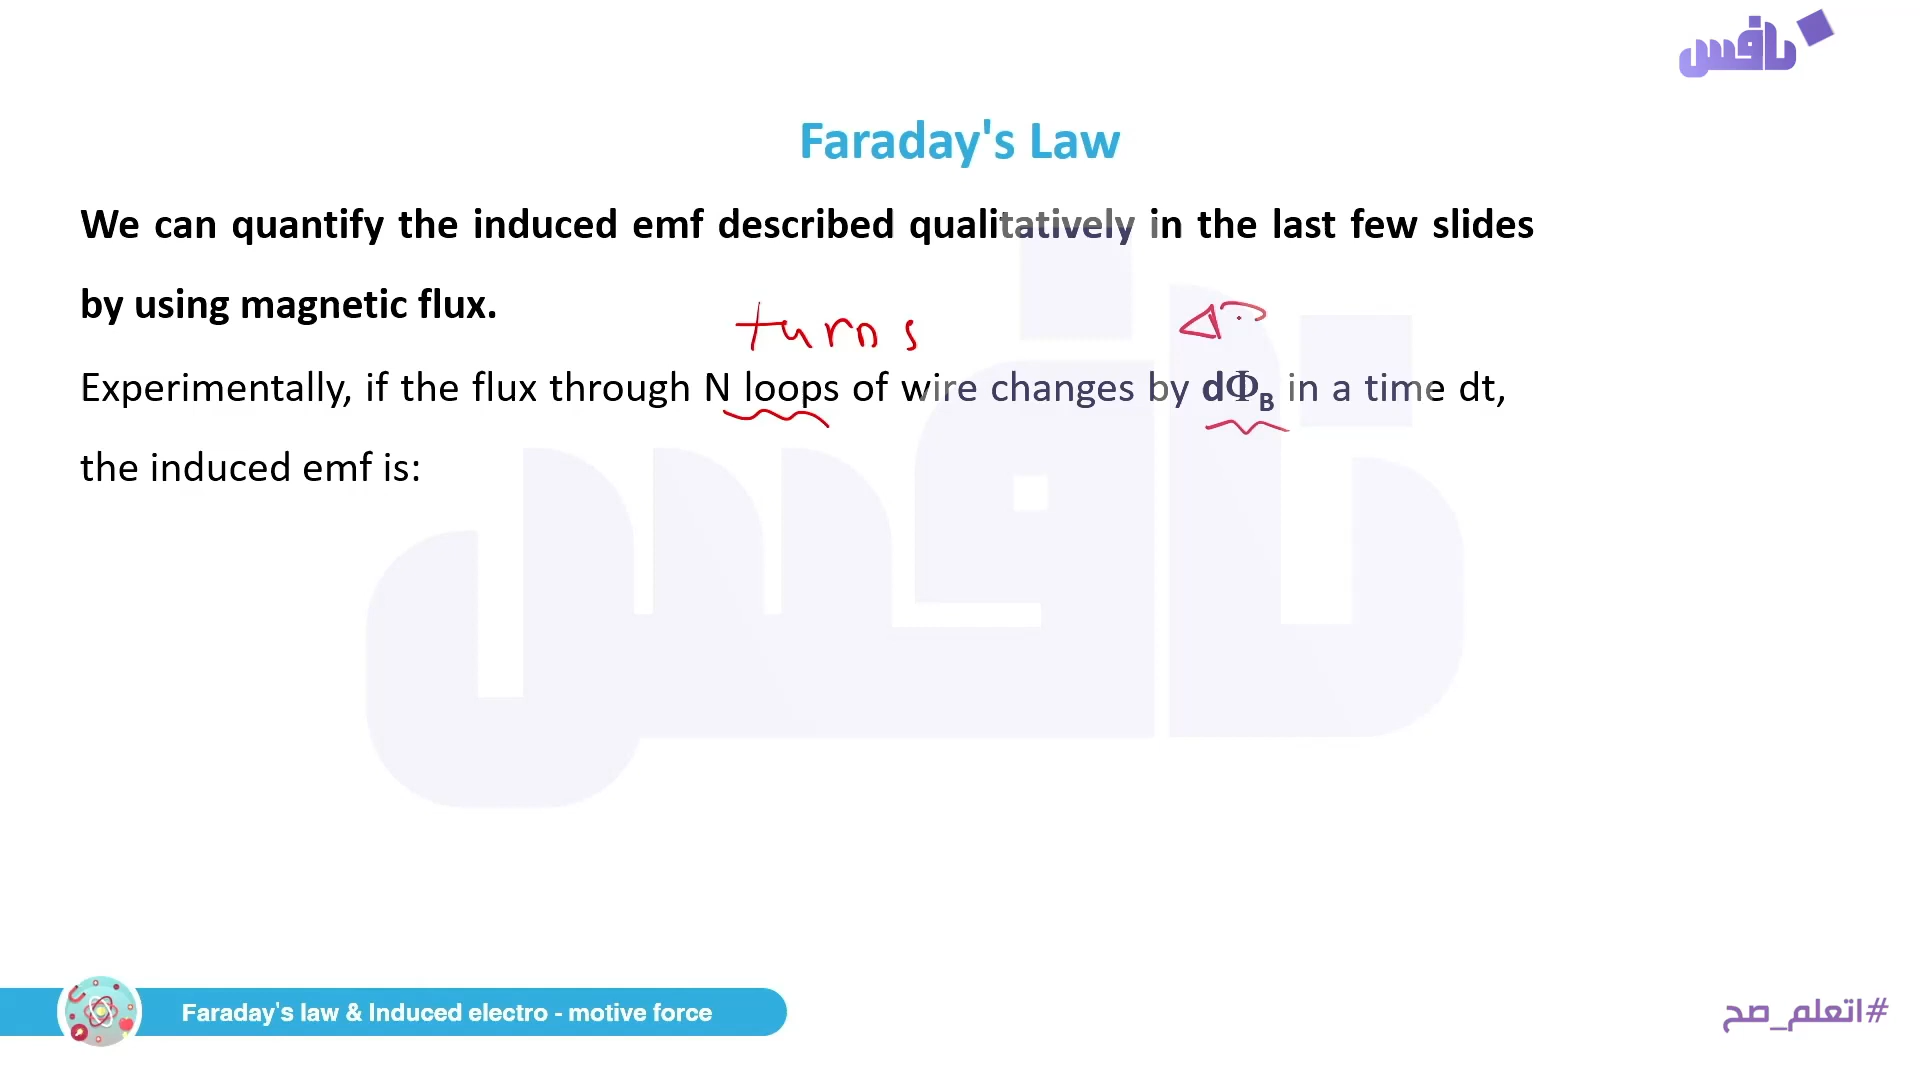 نافس
Faraday's Law
We can quantify the induced emf described qualitatively in the last few slides
by using magnetic flux.
turns
Experimentally, if the flux through N loops of wire changes by dΦB in a time dt,
the induced emf is:
Faraday's law & Induced electro - motive force
#اتعلم_صح